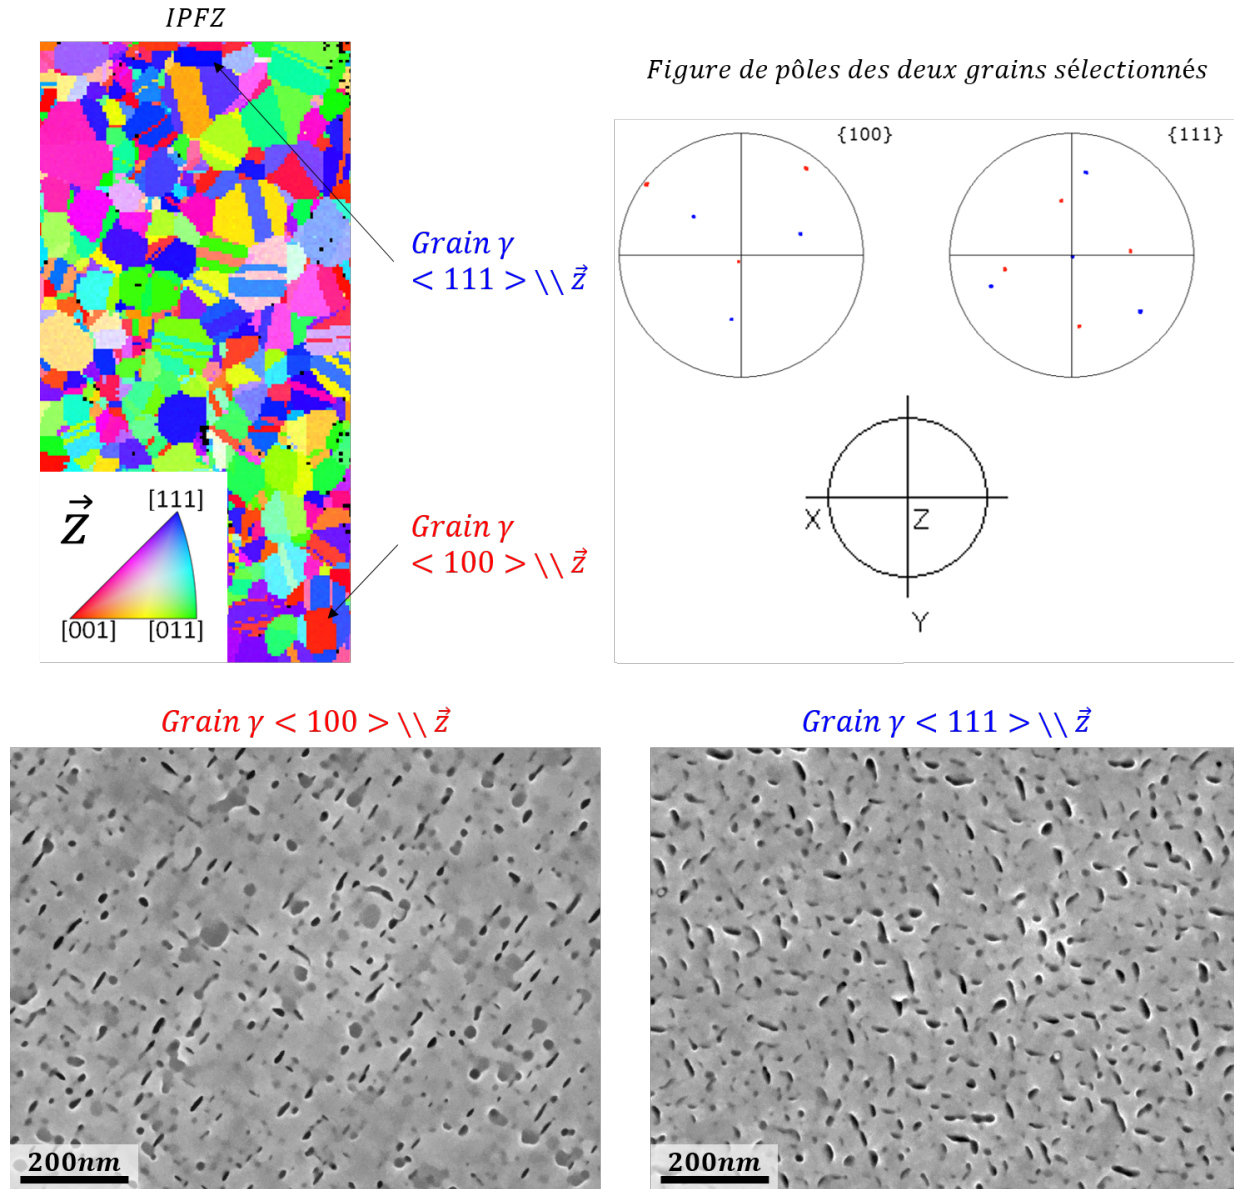 IPFZ
Figure de pôles des deux grains sélectionnés
{100}
{111}
Grain γ
< 111 > \\ z⃗
Grain γ
< 100 > \\ z⃗
Z⃗
[111]
[001]
[011]
X
Z
Y
Grain γ < 100 > \\ z⃗
Grain γ < 111 > \\ z⃗
200nm
200nm